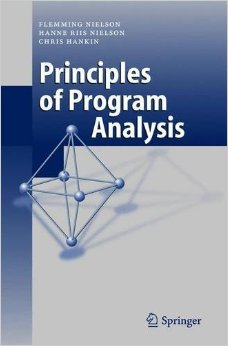 FLEMMING NIELSON
HANNE RIIS NIELSON
CHRIS HANKIN
Principles
of Program
Analysis
Springer